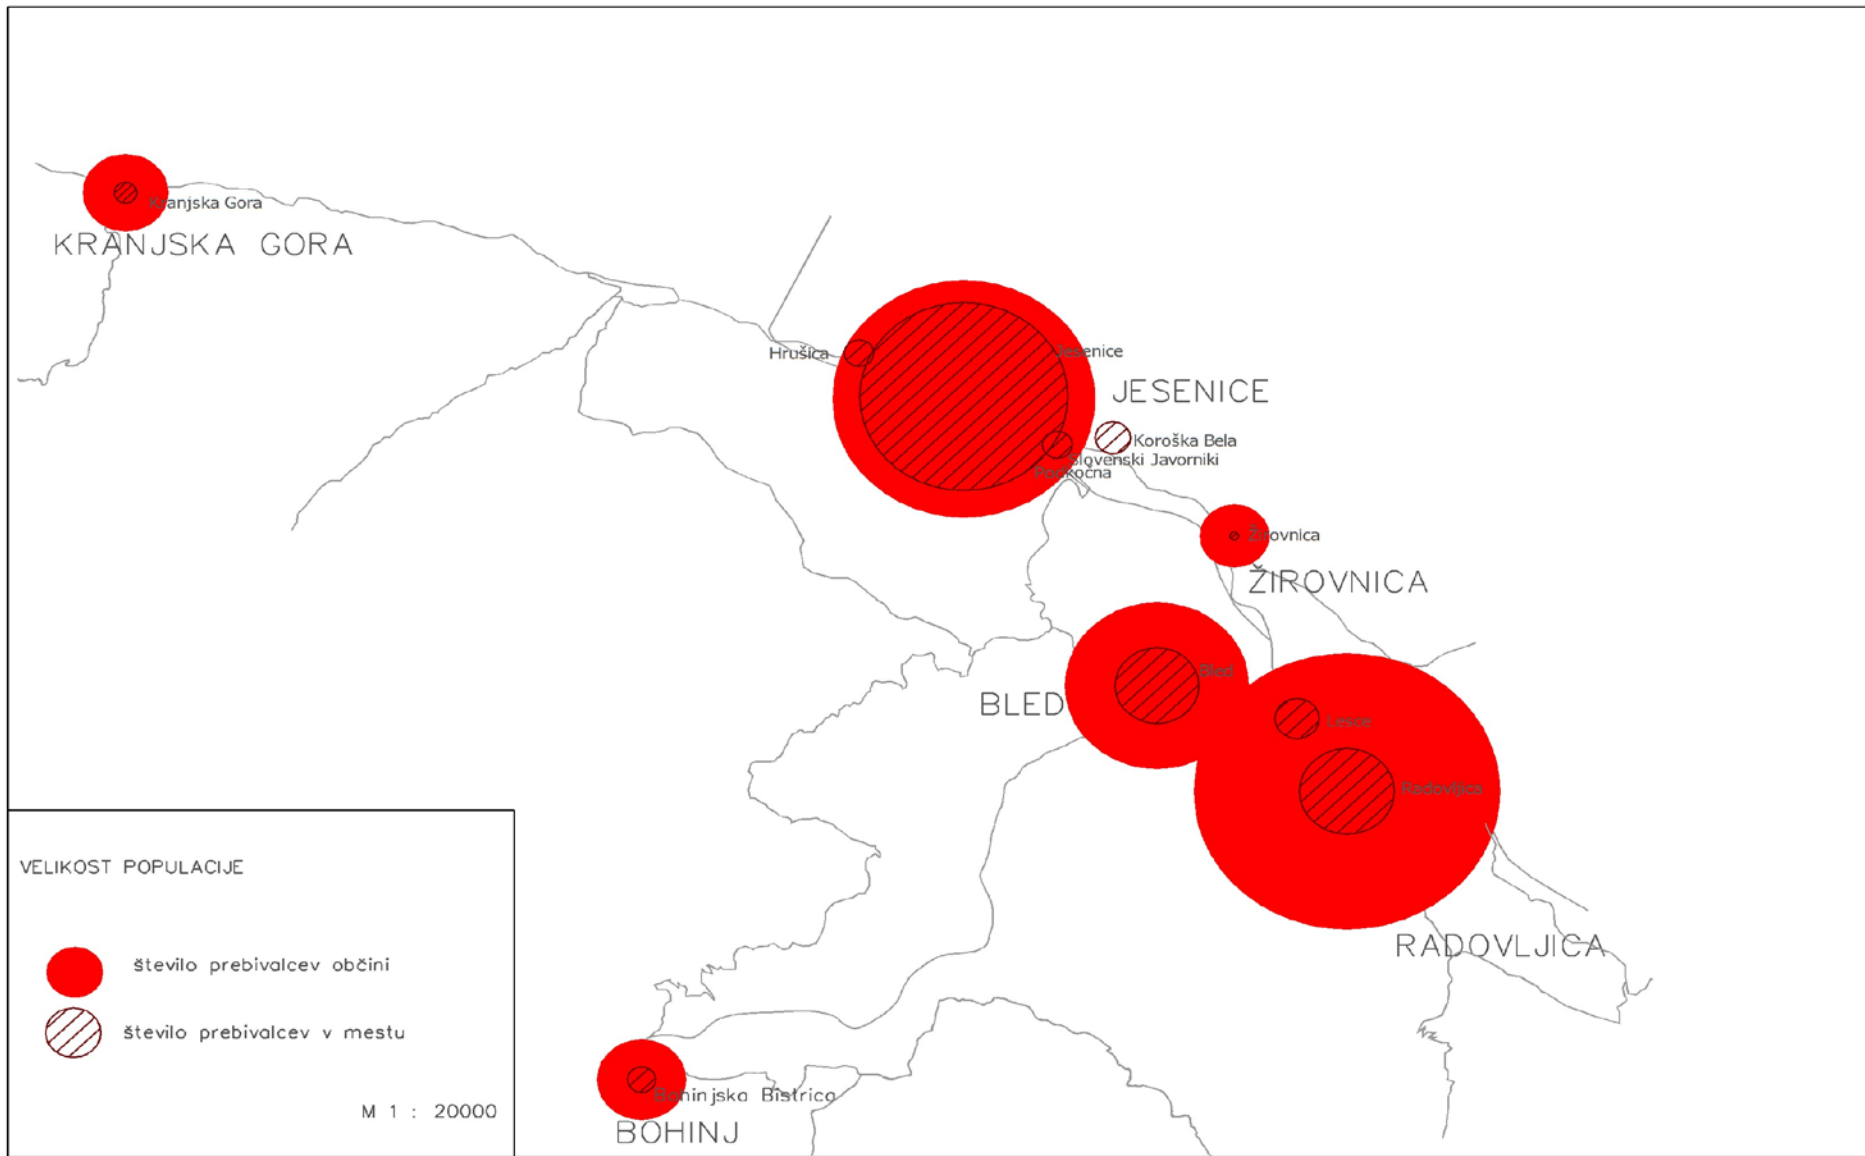 Kranjska Gora
KRANJSKA GORA
Hrušica
Jesenice
JESENICE
Koroška Bela
Slovenski Javorniki
Podkočna
Žirovnica
ŽIROVNICA
Bled
BLED
Lesce
Radovljica
RADOVLJICA
VELIKOST POPULACIJE
število prebivalcev občini
število prebivalcev v mestu
M 1 : 20000
Bohinjska Bistrica
BOHINJ